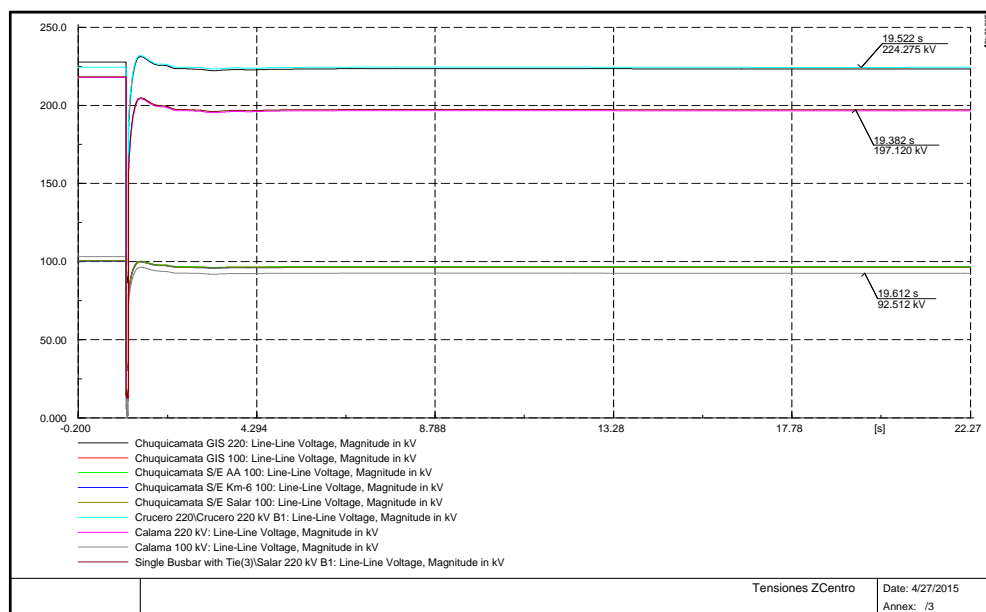 250.0
200.0
150.0
100.0
50.00
0.000
-0.200
4.294
8.788
13.28
17.78
[s]
22.27
19.522 s
224.275 kV
19.382 s
197.120 kV
19.612 s
92.512 kV
Chuquicamata GIS 220: Line-Line Voltage, Magnitude in kV
Chuquicamata GIS 100: Line-Line Voltage, Magnitude in kV
Chuquicamata S/E AA 100: Line-Line Voltage, Magnitude in kV
Chuquicamata S/E Km-6 100: Line-Line Voltage, Magnitude in kV
Chuquicamata S/E Salar 100: Line-Line Voltage, Magnitude in kV
Crucero 220\Crucero 220 kV B1: Line-Line Voltage, Magnitude in kV
Calama 220 kV: Line-Line Voltage, Magnitude in kV
Calama 100 kV: Line-Line Voltage, Magnitude in kV
Single Busbar with Tie(3)\Salar 220 kV B1: Line-Line Voltage, Magnitude in kV
Tensiones ZCentro
Date: 4/27/2015
Annex: /3